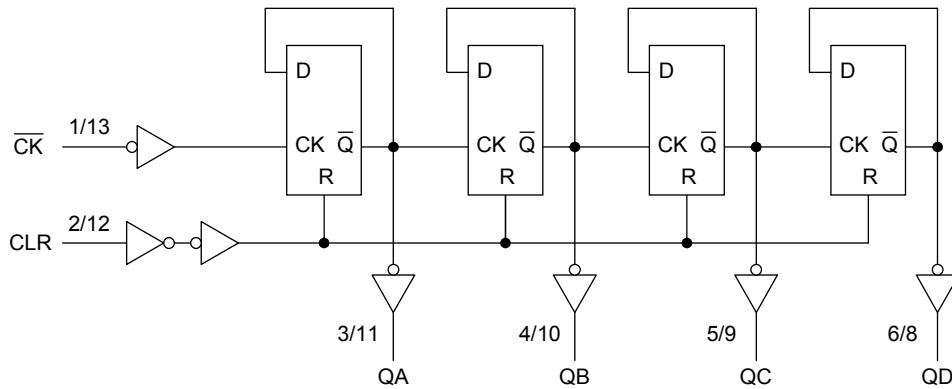 D D D D
1/13
C̅K̅ CK Q̅ CK Q̅ CK Q̅ CK Q̅
R R R R
2/12
CLR
3/11 4/10 5/9 6/8
QA QB QC QD